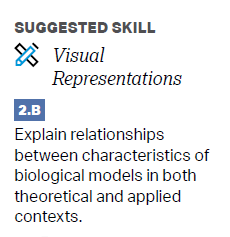 SUGGESTED SKILL
Visual
Representations
2.B
Explain relationships
between characteristics of
biological models in both
theoretical and applied
contexts.